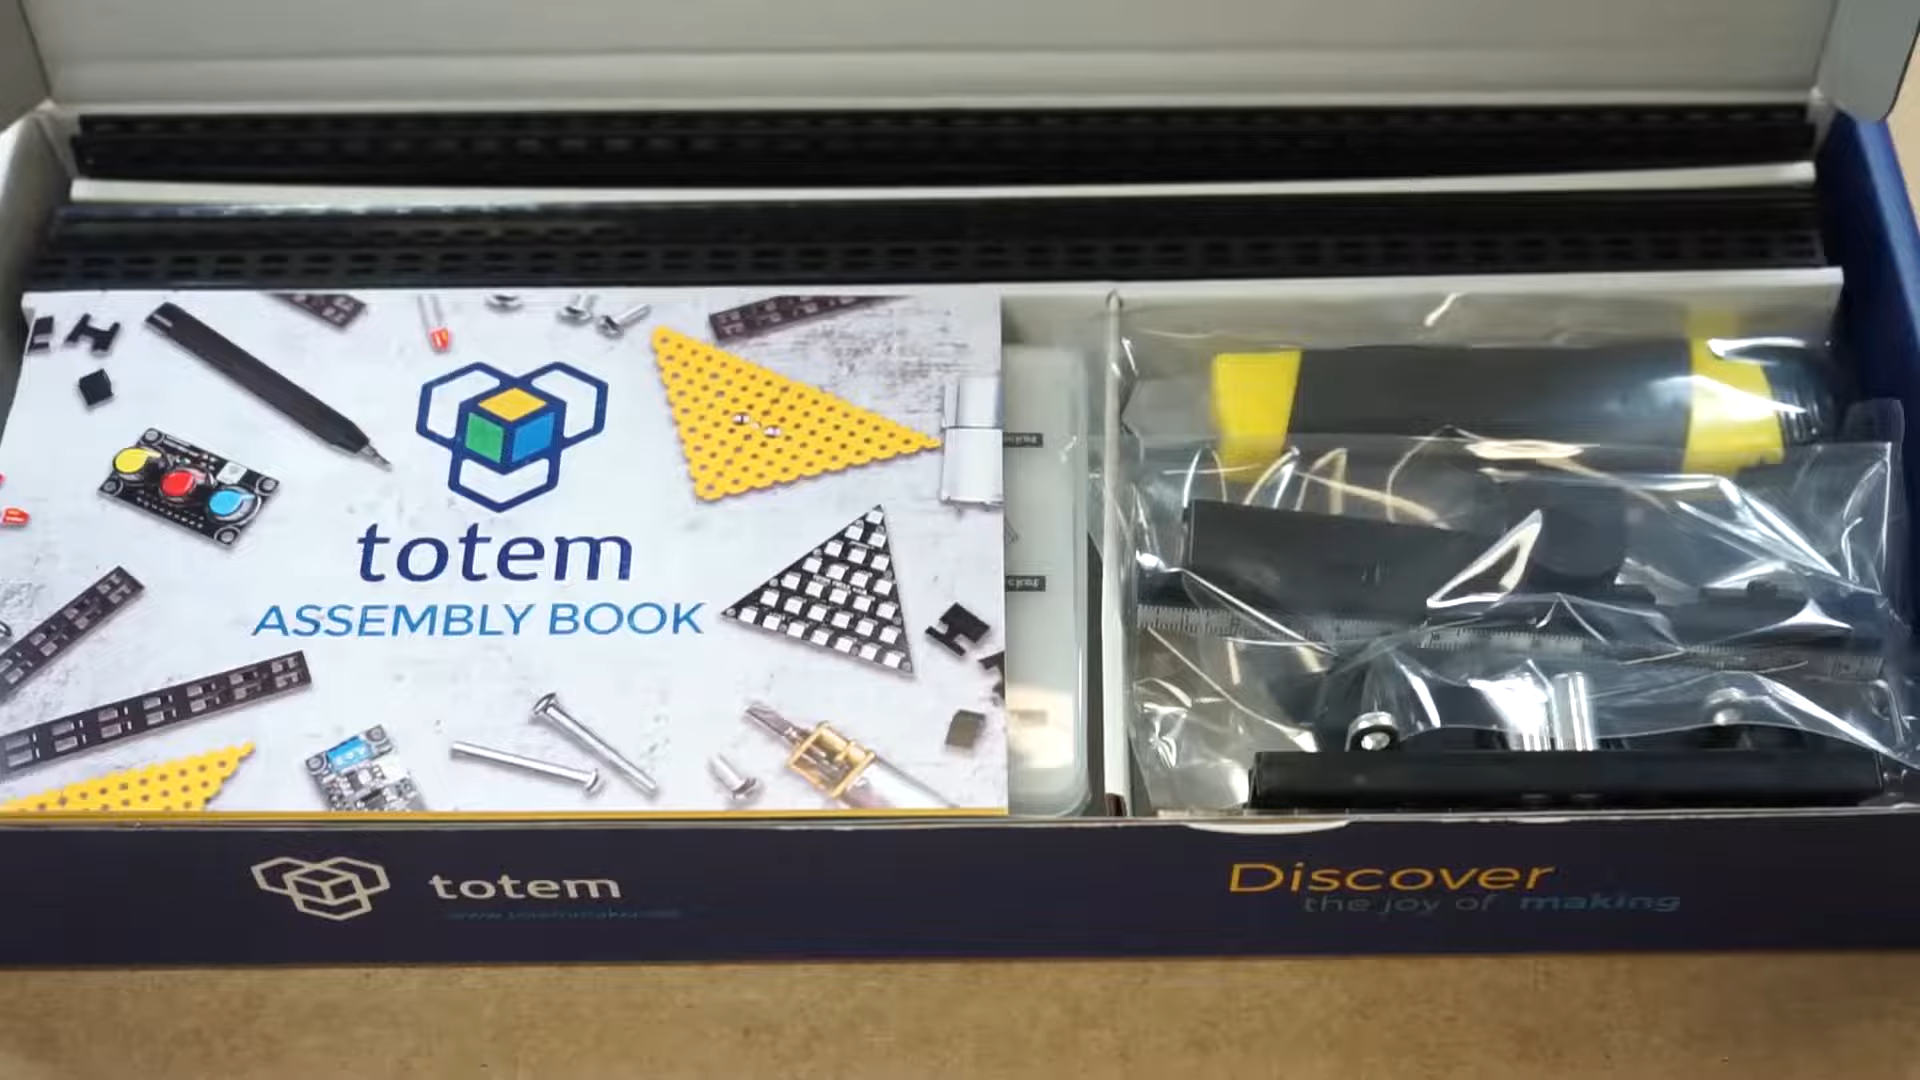 totem
ASSEMBLY BOOK
totem
Discover
the joy of making